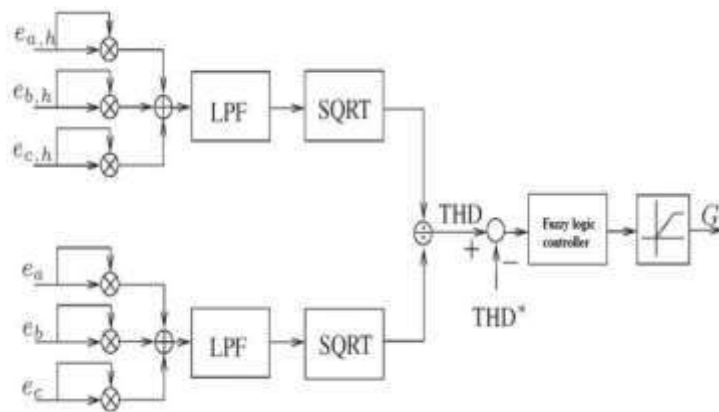 e_{a,h}
e_{b,h}
e_{c,h}
LPF
SQRT
THD
+
−
THD*
Fuzzy logic
controller
G
e_a
e_b
e_c
LPF
SQRT